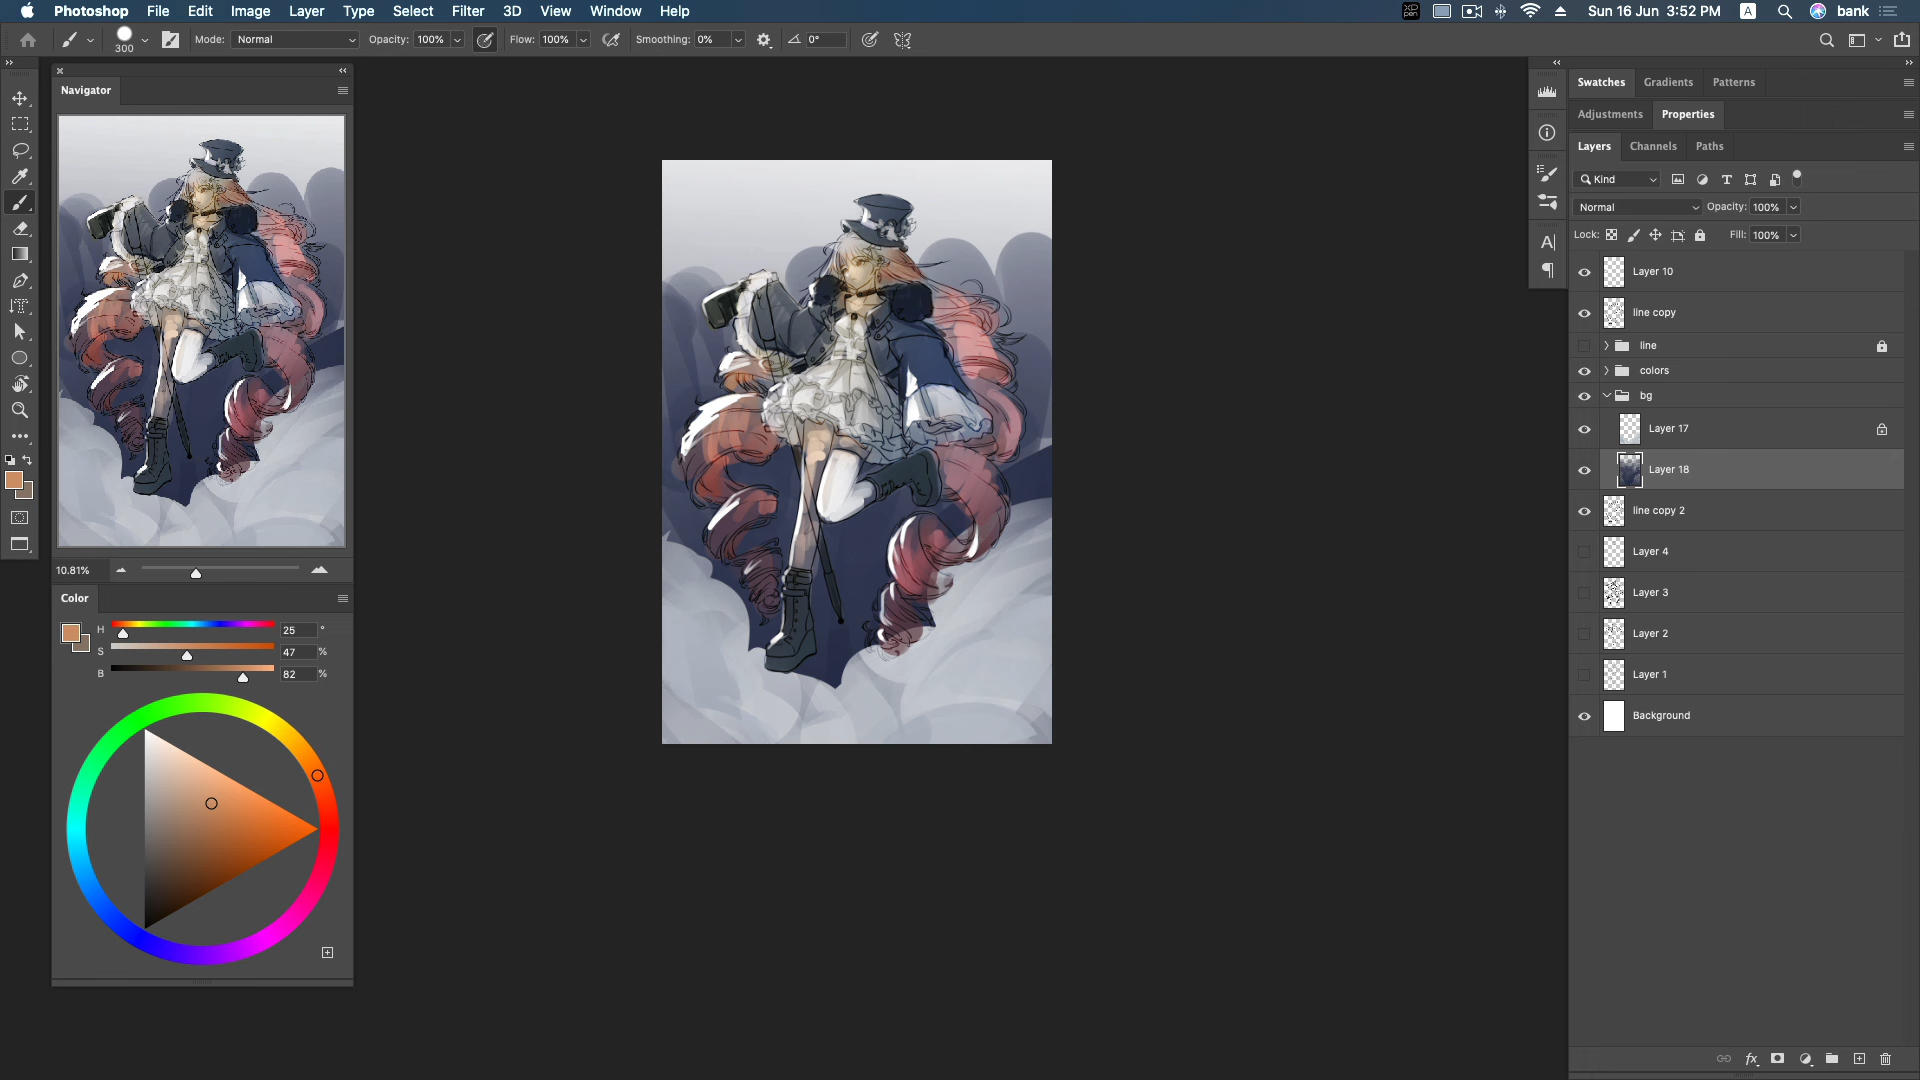 Photoshop File Edit Image Layer Type Select Filter 3D View Window Help
XP pen Sun 16 Jun 3:52 PM A bank
300 Mode: Normal Opacity: 100% Flow: 100% Smoothing: 0% 0°
Navigator
10.81%
Color
H 25 °
S 47 %
B 82 %
Swatches Gradients Patterns
Adjustments Properties
Layers Channels Paths
Kind
Normal Opacity: 100%
Lock: Fill: 100%
Layer 10
line copy
line
colors
bg
Layer 17
Layer 18
line copy 2
Layer 4
Layer 3
Layer 2
Layer 1
Background
fx